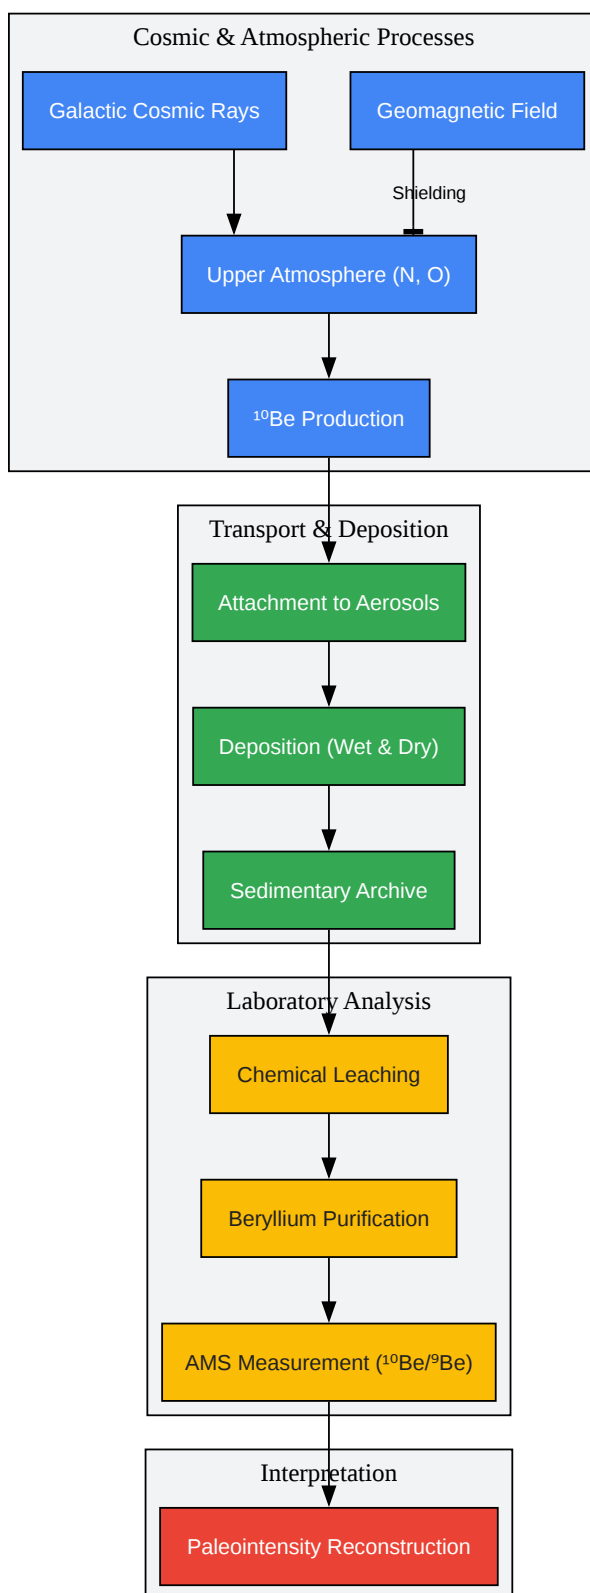 Cosmic & Atmospheric Processes
Galactic Cosmic Rays
Geomagnetic Field
Shielding
Upper Atmosphere (N, O)
¹⁰Be Production
Transport & Deposition
Attachment to Aerosols
Deposition (Wet & Dry)
Sedimentary Archive
Laboratory Analysis
Chemical Leaching
Beryllium Purification
AMS Measurement (¹⁰Be/⁹Be)
Interpretation
Paleointensity Reconstruction